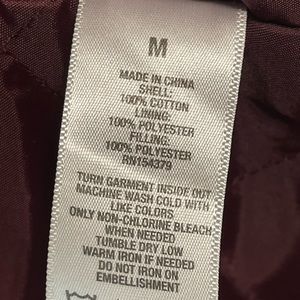 M
MADE IN CHINA
SHELL:
100% COTTON
LINING:
100% POLYESTER
FILLING:
100% POLYESTER
RN154279
TURN GARMENT INSIDE OUT
MACHINE WASH COLD WITH
LIKE COLORS
ONLY NON-CHLORINE BLEACH
WHEN NEEDED
TUMBLE DRY LOW
WARM IRON IF NEEDED
DO NOT IRON ON
EMBROIDERY